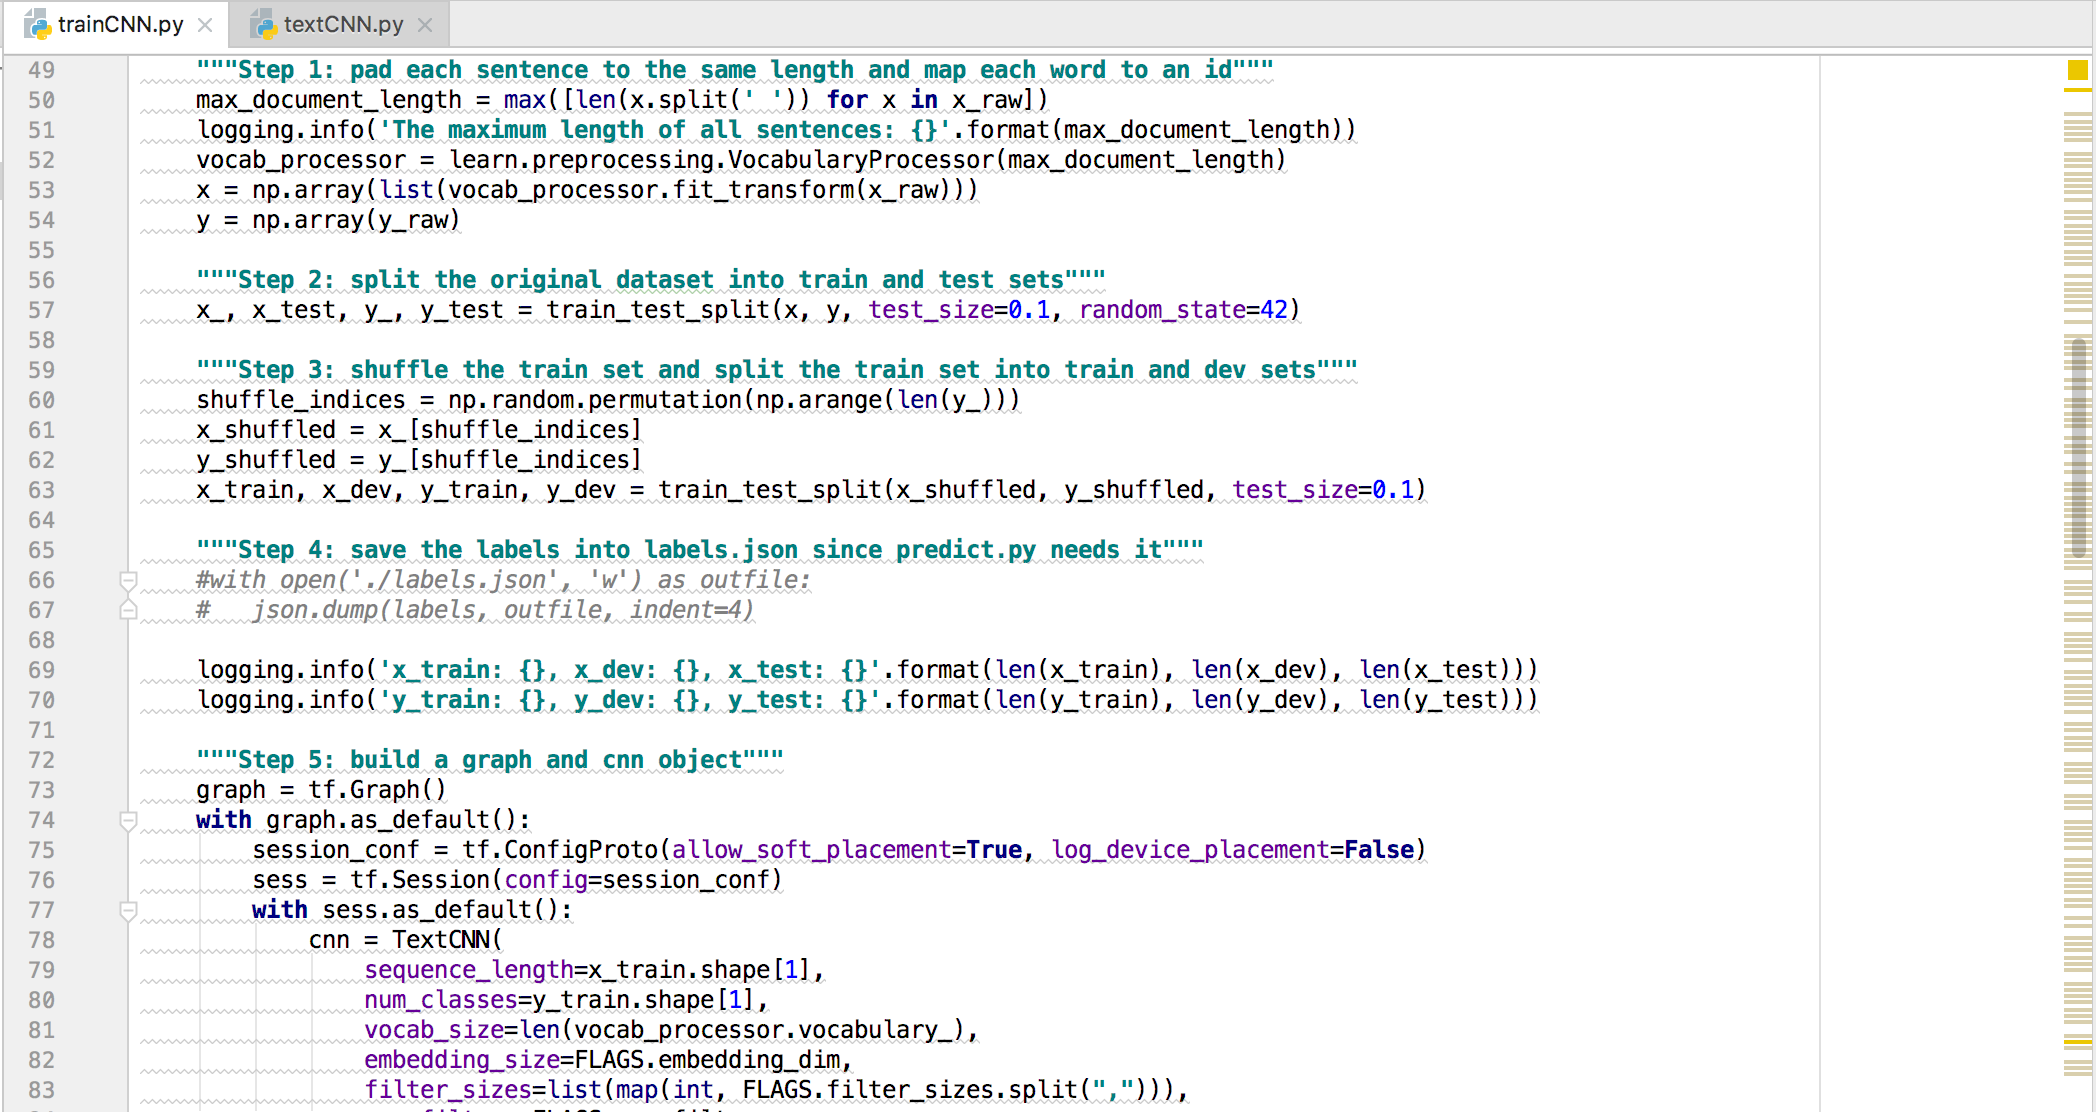 trainCNN.py textCNN.py
49 """Step 1: pad each sentence to the same length and map each word to an id"""
50 max_document_length = max([len(x.split(' ')) for x in x_raw])
51 logging.info('The maximum length of all sentences: {}'.format(max_document_length))
52 vocab_processor = learn.preprocessing.VocabularyProcessor(max_document_length)
53 x = np.array(list(vocab_processor.fit_transform(x_raw)))
54 y = np.array(y_raw)
55
56 """Step 2: split the original dataset into train and test sets"""
57 x_, x_test, y_, y_test = train_test_split(x, y, test_size=0.1, random_state=42)
58
59 """Step 3: shuffle the train set and split the train set into train and dev sets"""
60 shuffle_indices = np.random.permutation(np.arange(len(y_)))
61 x_shuffled = x_[shuffle_indices]
62 y_shuffled = y_[shuffle_indices]
63 x_train, x_dev, y_train, y_dev = train_test_split(x_shuffled, y_shuffled, test_size=0.1)
64
65 """Step 4: save the labels into labels.json since predict.py needs it"""
66 #with open('./labels.json', 'w') as outfile:
67 #   json.dump(labels, outfile, indent=4)
68
69 logging.info('x_train: {}, x_dev: {}, x_test: {}'.format(len(x_train), len(x_dev), len(x_test)))
70 logging.info('y_train: {}, y_dev: {}, y_test: {}'.format(len(y_train), len(y_dev), len(y_test)))
71
72 """Step 5: build a graph and cnn object"""
73 graph = tf.Graph()
74 with graph.as_default():
75 session_conf = tf.ConfigProto(allow_soft_placement=True, log_device_placement=False)
76 sess = tf.Session(config=session_conf)
77 with sess.as_default():
78 cnn = TextCNN(
79 sequence_length=x_train.shape[1],
80 num_classes=y_train.shape[1],
81 vocab_size=len(vocab_processor.vocabulary_),
82 embedding_size=FLAGS.embedding_dim,
83 filter_sizes=list(map(int, FLAGS.filter_sizes.split(","))),